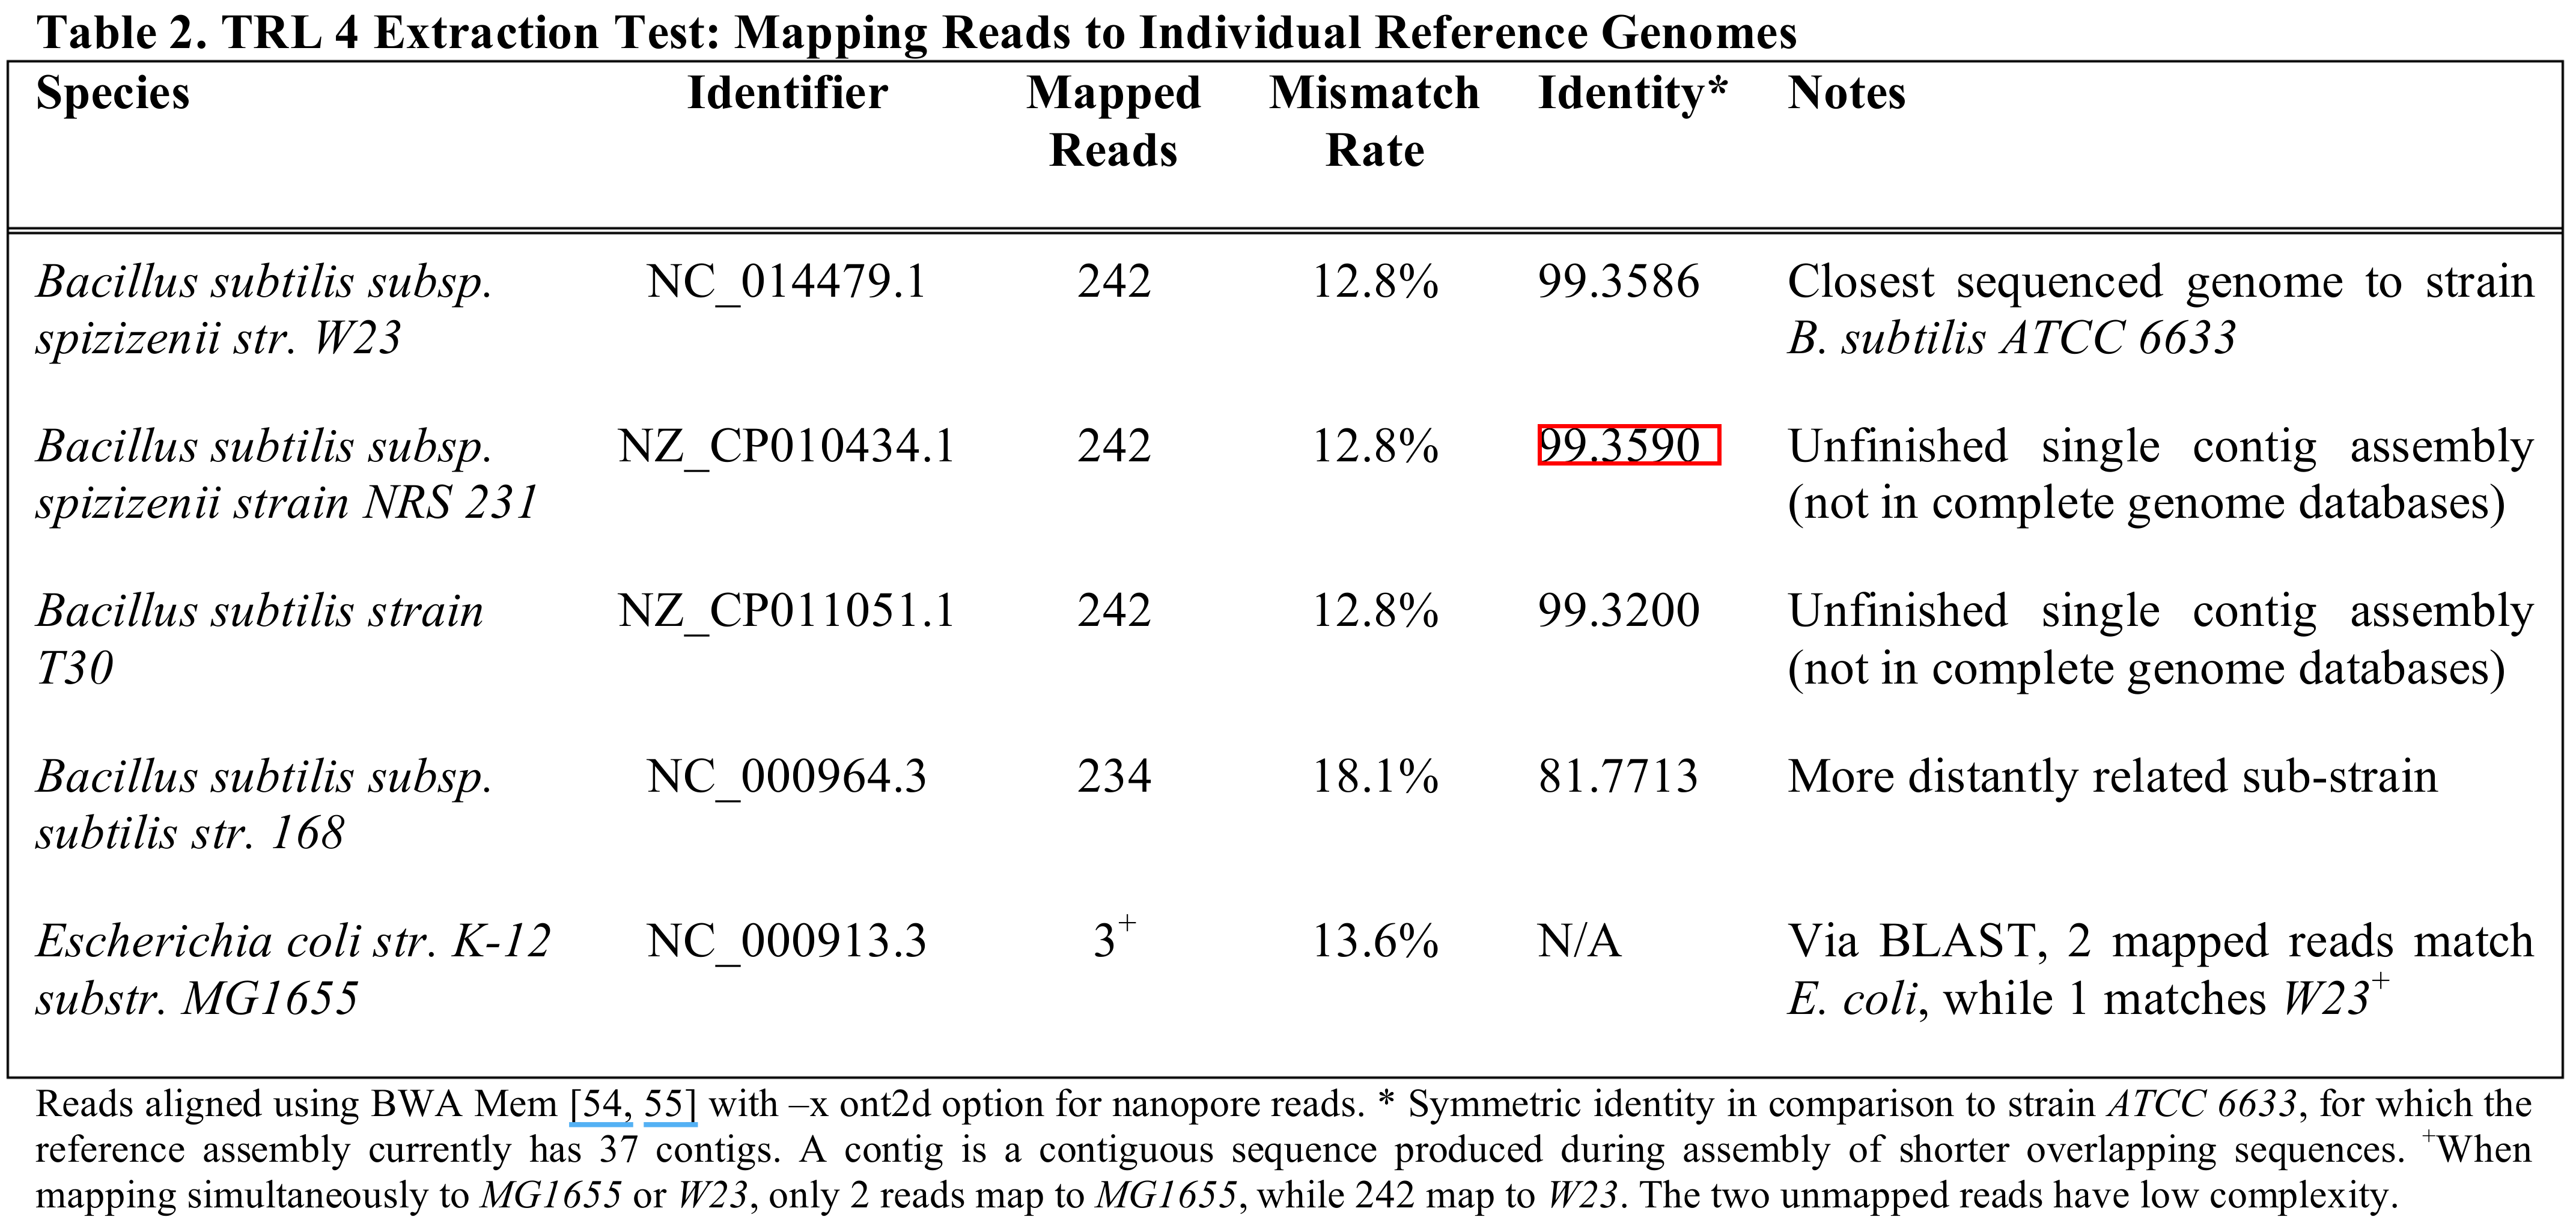 Table 2. TRL 4 Extraction Test: Mapping Reads to Individual Reference Genomes
Species Identifier Mapped Reads Mismatch Rate Identity* Notes
Bacillus subtilis subsp. NC_014479.1 242 12.8% 99.3586 Closest sequenced genome to strain
spizizenii str. W23 B. subtilis ATCC 6633
Bacillus subtilis subsp. NZ_CP010434.1 242 12.8% 99.3590 Unfinished single contig assembly
spizizenii strain NRS 231 (not in complete genome databases)
Bacillus subtilis strain NZ_CP011051.1 242 12.8% 99.3200 Unfinished single contig assembly
T30 (not in complete genome databases)
Bacillus subtilis subsp. NC_000964.3 234 18.1% 81.7713 More distantly related sub-strain
subtilis str. 168
Escherichia coli str. K-12 NC_000913.3 3+ 13.6% N/A Via BLAST, 2 mapped reads match
substr. MG1655 E. coli, while 1 matches W23+
Reads aligned using BWA Mem [54, 55] with –x ont2d option for nanopore reads. * Symmetric identity in comparison to strain ATCC 6633, for which the
reference assembly currently has 37 contigs. A contig is a contiguous sequence produced during assembly of shorter overlapping sequences. +When
mapping simultaneously to MG1655 or W23, only 2 reads map to MG1655, while 242 map to W23. The two unmapped reads have low complexity.